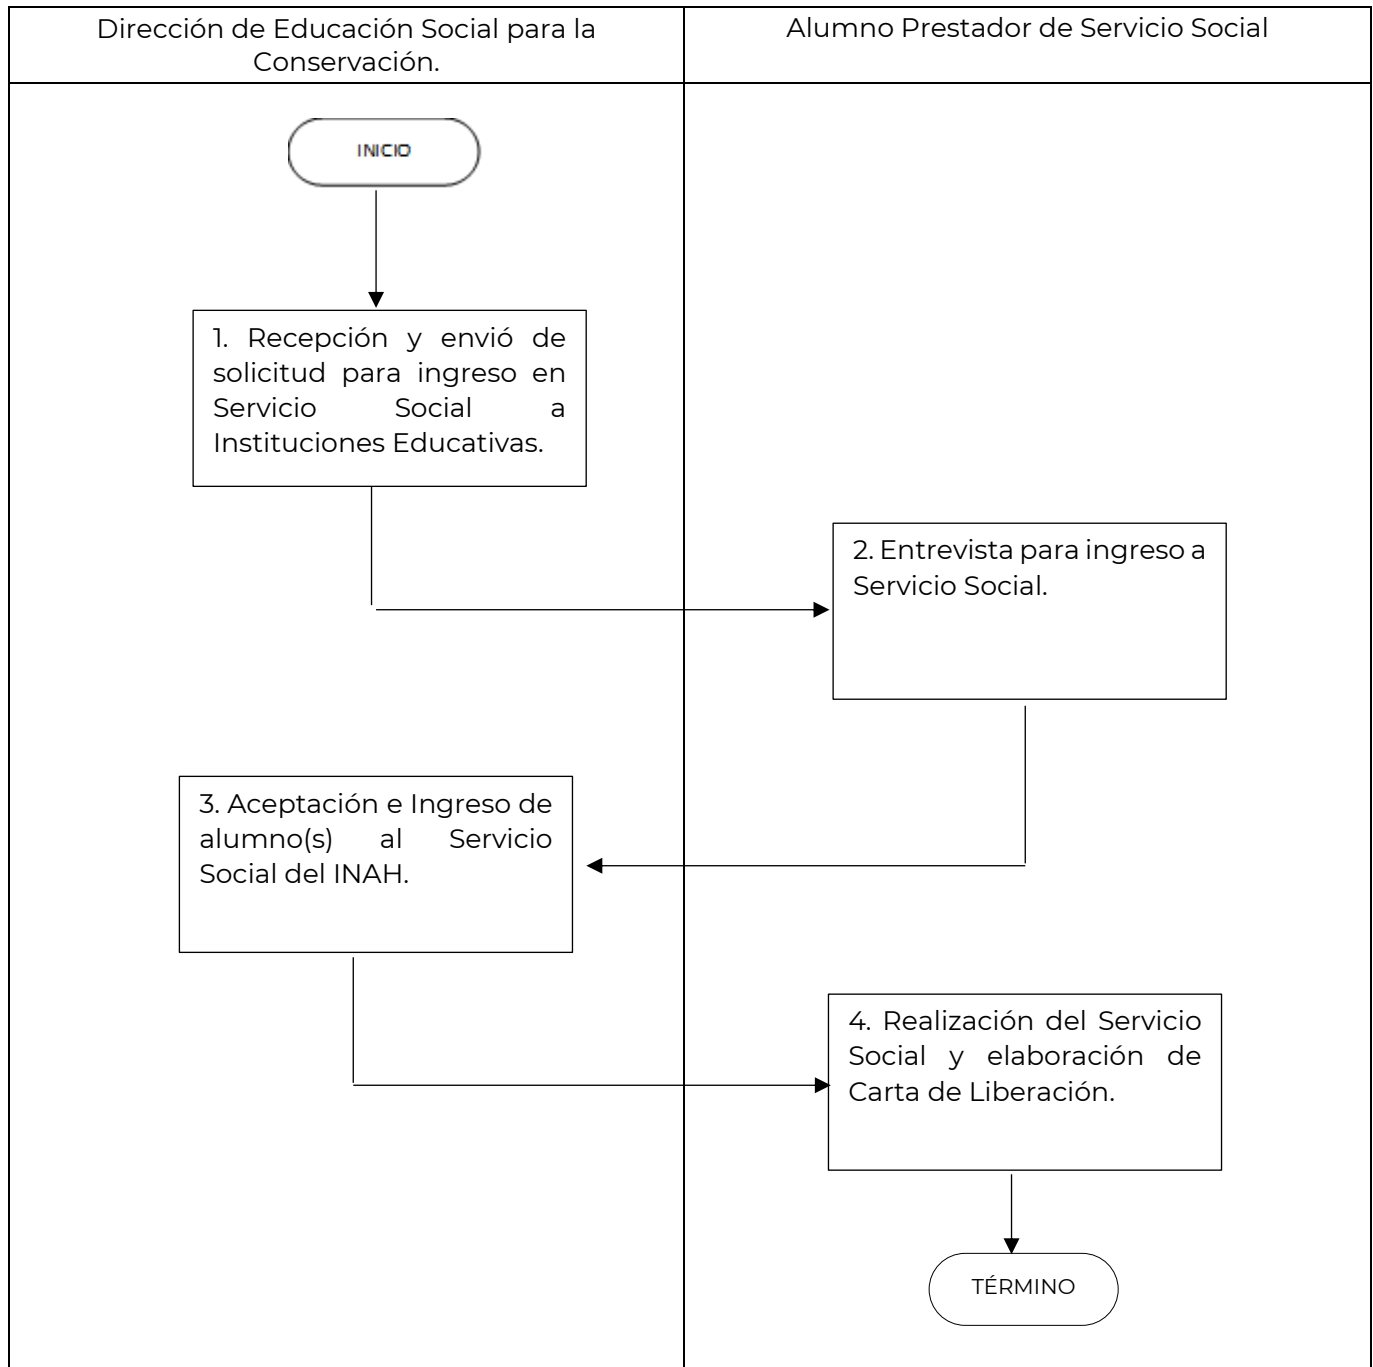 Dirección de Educación Social para la
Conservación.
Alumno Prestador de Servicio Social
INICIO
1. Recepción y envió de
solicitud para ingreso en
Servicio Social a
Instituciones Educativas.
2. Entrevista para ingreso a
Servicio Social.
3. Aceptación e Ingreso de
alumno(s) al Servicio
Social del INAH.
4. Realización del Servicio
Social y elaboración de
Carta de Liberación.
TÉRMINO